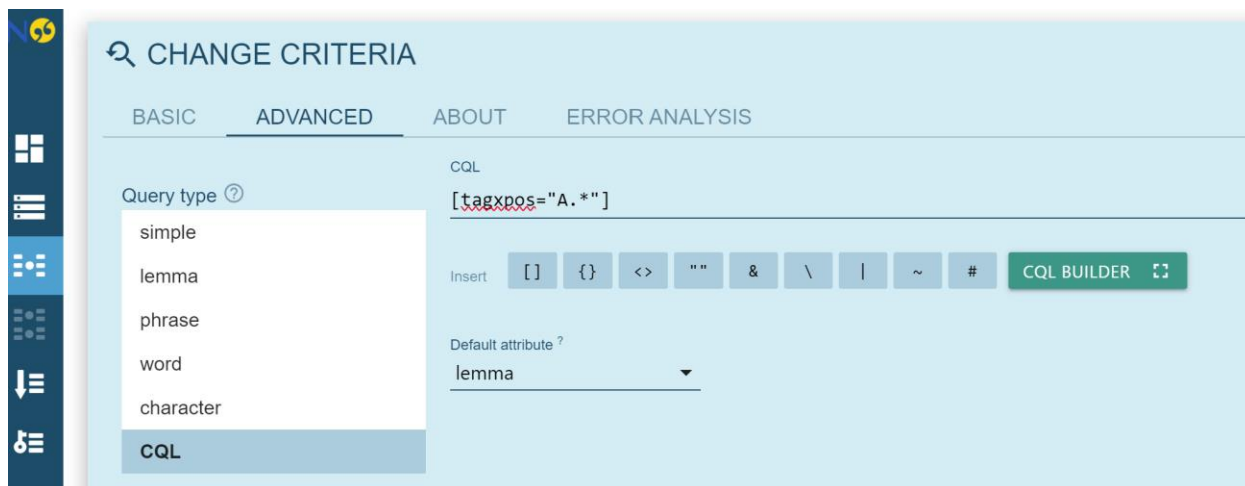 CHANGE CRITERIA
BASIC ADVANCED ABOUT ERROR ANALYSIS
Query type ?
simple
lemma
phrase
word
character
CQL
CQL
[tagxpos="A.*"]
Insert [] {} <> "" & \ | ~ # CQL BUILDER
Default attribute ?
lemma